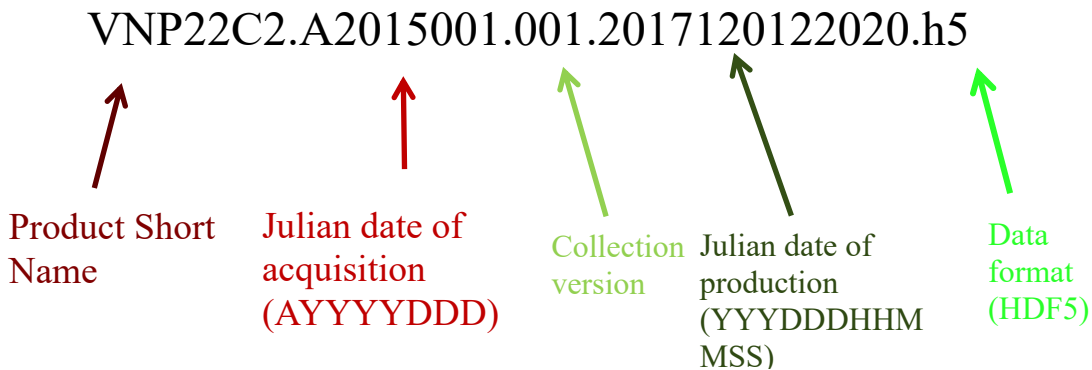 VNP22C2.A2015001.001.2017120122020.h5
Product Short
Name
Julian date of
acquisition
(AYYYYDDD)
Collection
version
Julian date of
production
(YYYDDDHHM
MSS)
Data
format
(HDF5)